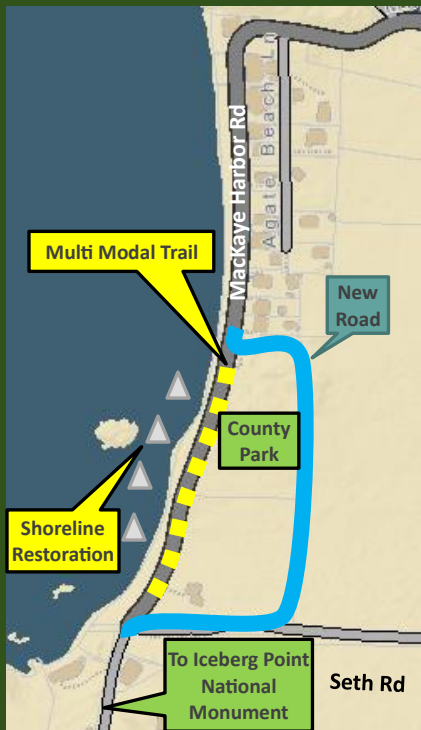 Agate Beach Ln
MacKaye Harbor Rd
Multi Modal Trail
New
Road
County
Park
Shoreline
Restoration
To Iceberg Point
National
Monument
Seth Rd